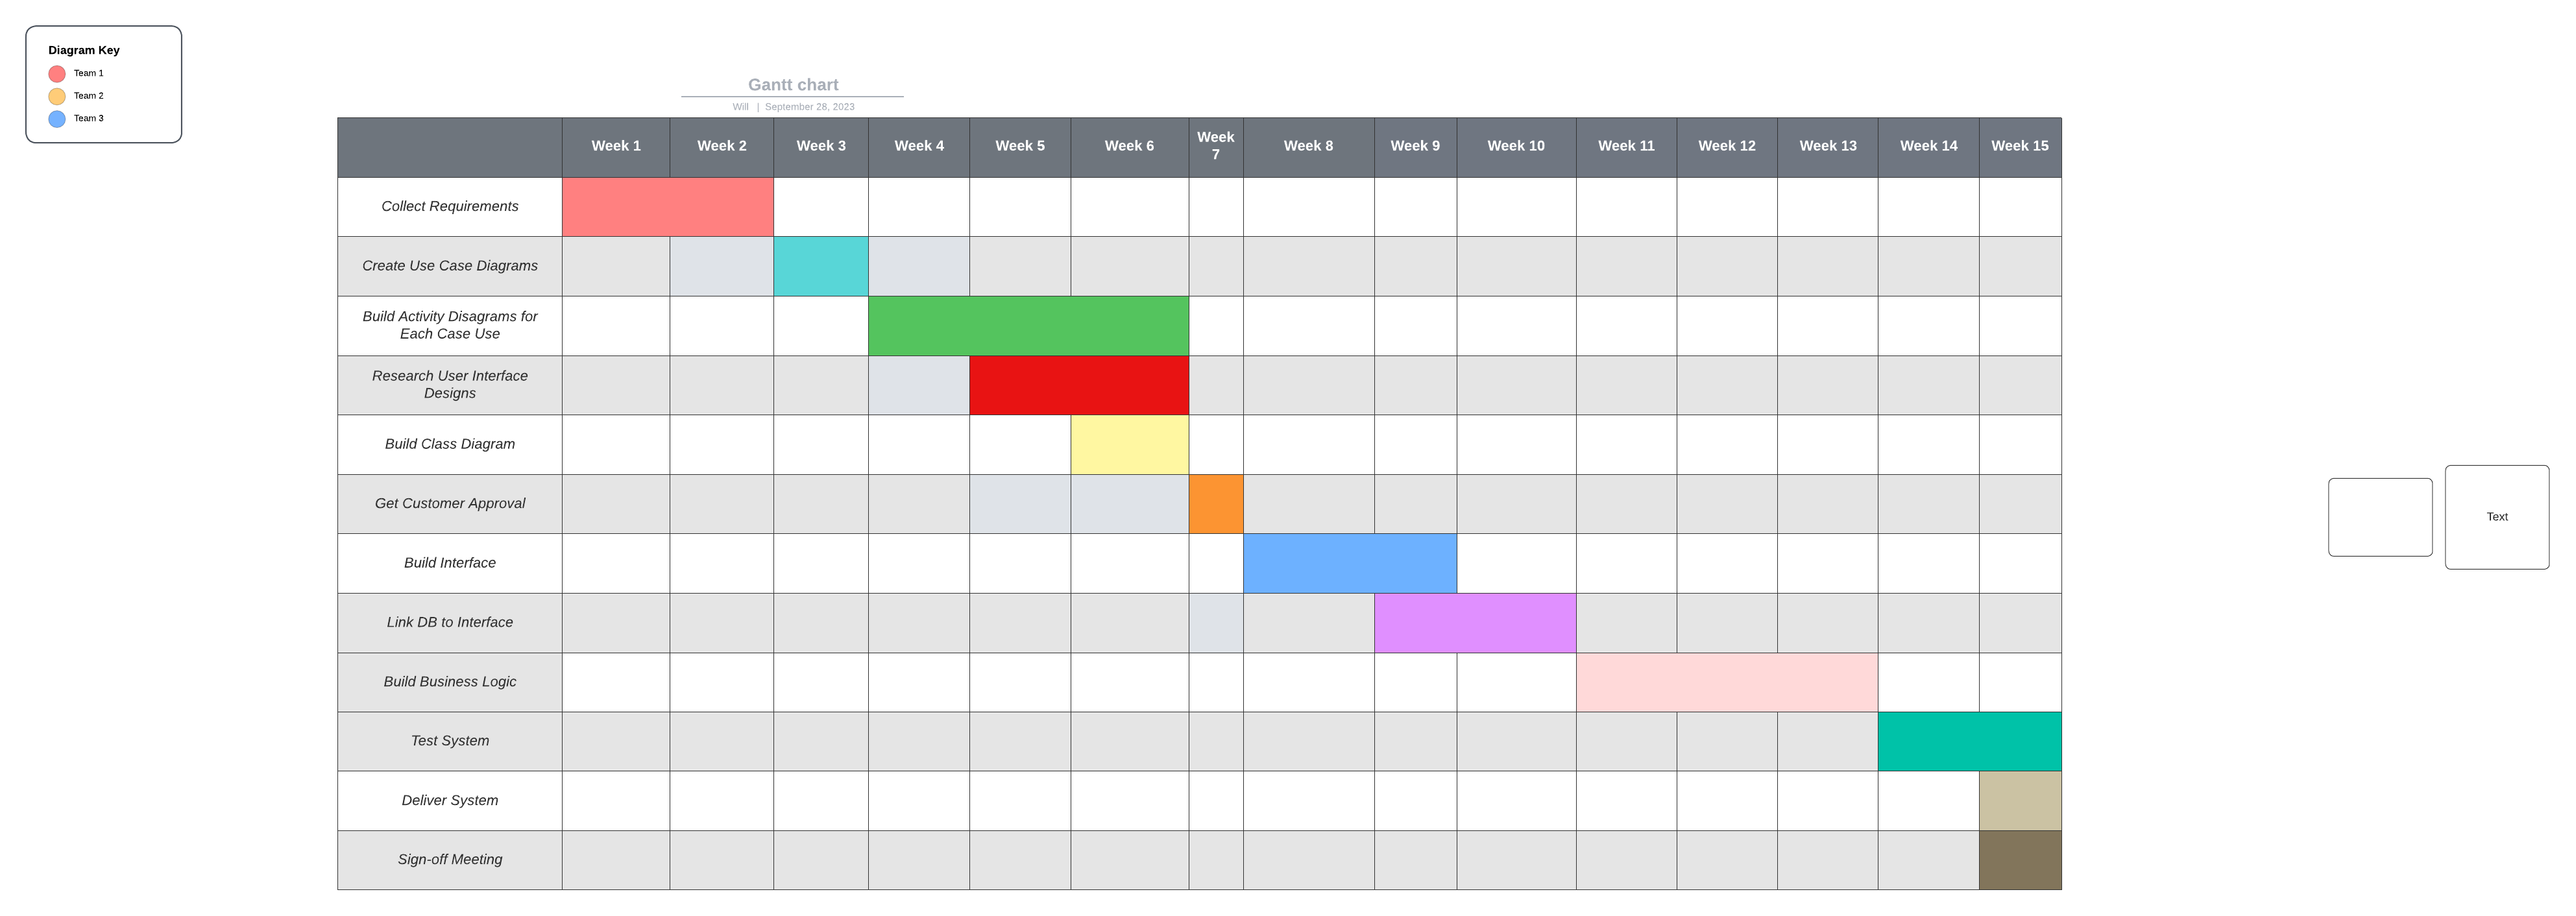 Diagram Key
Team 1
Team 2
Team 3
Gantt chart
Will | September 28, 2023
Week 1 Week 2 Week 3 Week 4 Week 5 Week 6 Week 7 Week 8 Week 9 Week 10 Week 11 Week 12 Week 13 Week 14 Week 15
Collect Requirements
Create Use Case Diagrams
Build Activity Disagrams for
Each Case Use
Research User Interface
Designs
Build Class Diagram
Get Customer Approval
Text
Build Interface
Link DB to Interface
Build Business Logic
Test System
Deliver System
Sign-off Meeting